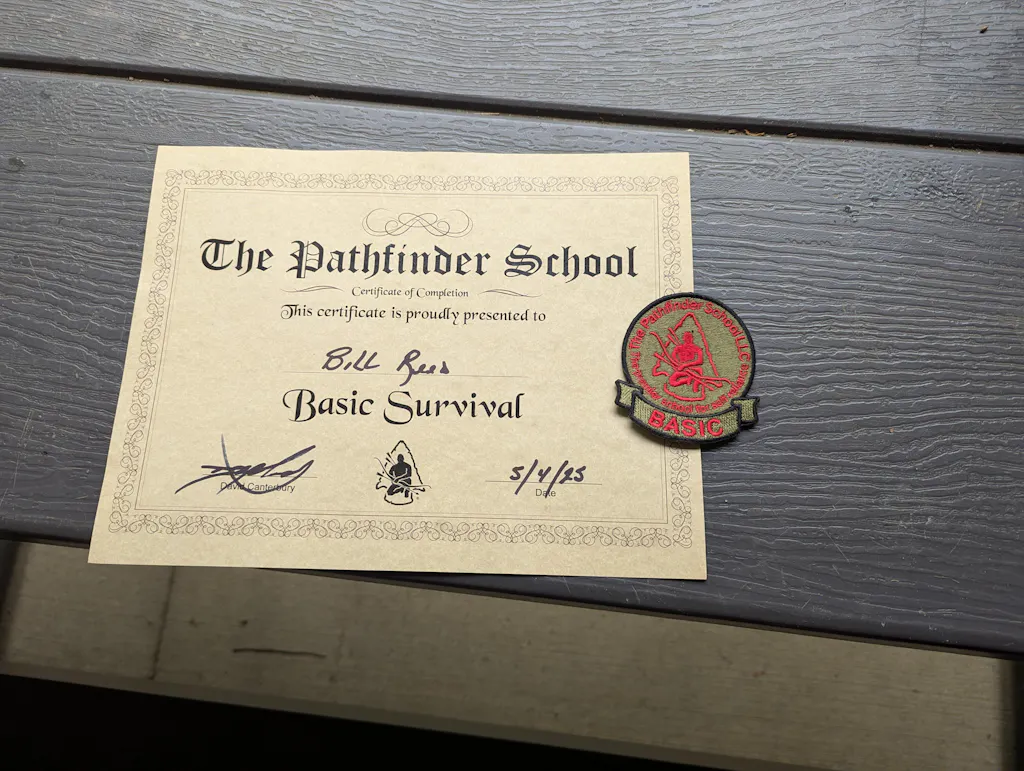 The Pathfinder School
Certificate of Completion
This certificate is proudly presented to
Bill Reed
Basic Survival
David Canterbury
5/4/25
Date
The Pathfinder School LLC
BASIC